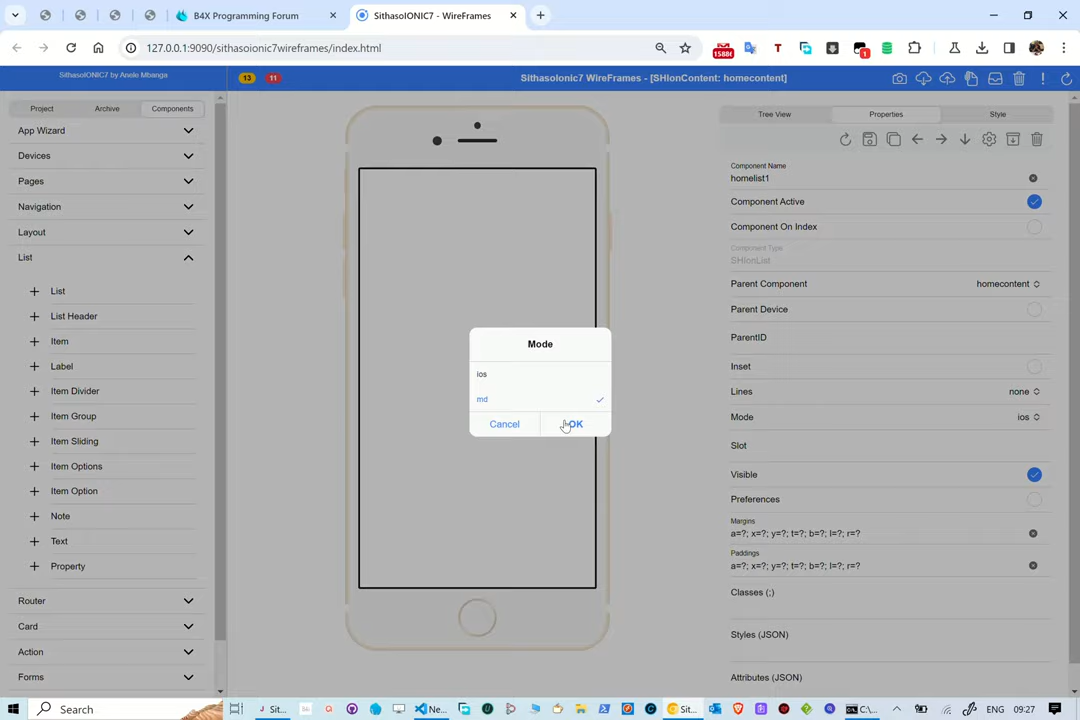 B4X Programming Forum
SithasoIONIC7 - WireFrames
127.0.0.1:9090/sithasoionic7wireframes/index.html
SithasoIONIC7 by Anele Mbanga
13
11
SithasoIonic7 WireFrames - [SHIonContent: homecontent]
Project
Archive
Components
App Wizard
Devices
Pages
Navigation
Layout
List
List
List Header
Item
Label
Item Divider
Item Group
Item Sliding
Item Options
Item Option
Note
Text
Property
Router
Card
Action
Forms
Mode
ios
md
Cancel
OK
Tree View
Properties
Style
Component Name
homelist1
Component Active
Component On Index
Component Type
SHIonList
Parent Component
homecontent
Parent Device
ParentID
Inset
Lines
none
Mode
ios
Slot
Visible
Preferences
Margins
a=?; x=?; y=?; t=?; b=?; l=?; r=?
Paddings
a=?; x=?; y=?; t=?; b=?; l=?; r=?
Classes (;)
Styles (JSON)
Attributes (JSON)
Search
Sit...
Ne...
Sit...
C:\...
ENG
09:27